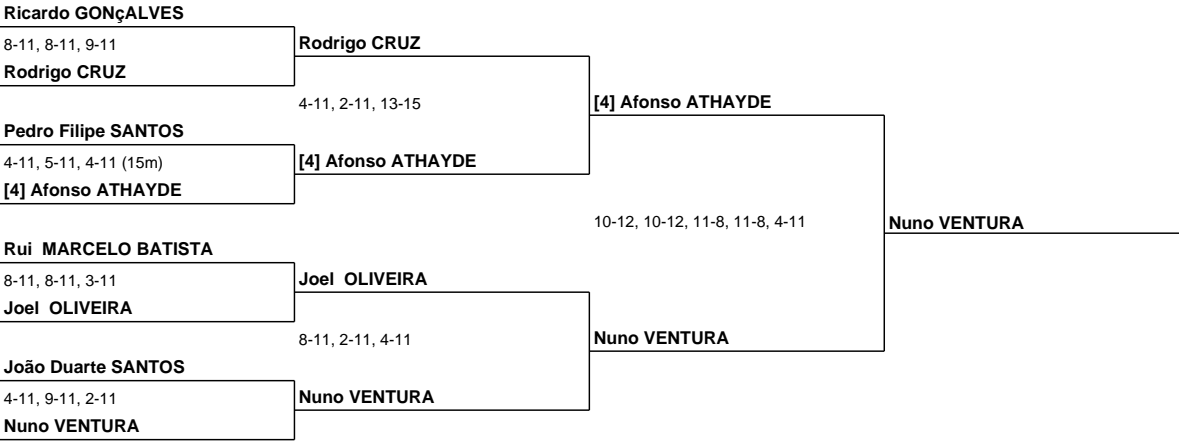 Ricardo GONçALVES
8-11, 8-11, 9-11
Rodrigo CRUZ
Rodrigo CRUZ
4-11, 2-11, 13-15
[4] Afonso ATHAYDE
Pedro Filipe SANTOS
4-11, 5-11, 4-11 (15m)
[4] Afonso ATHAYDE
[4] Afonso ATHAYDE
10-12, 10-12, 11-8, 11-8, 4-11
Nuno VENTURA
Rui  MARCELO BATISTA
8-11, 8-11, 3-11
Joel  OLIVEIRA
Joel  OLIVEIRA
8-11, 2-11, 4-11
Nuno VENTURA
João Duarte SANTOS
4-11, 9-11, 2-11
Nuno VENTURA
Nuno VENTURA